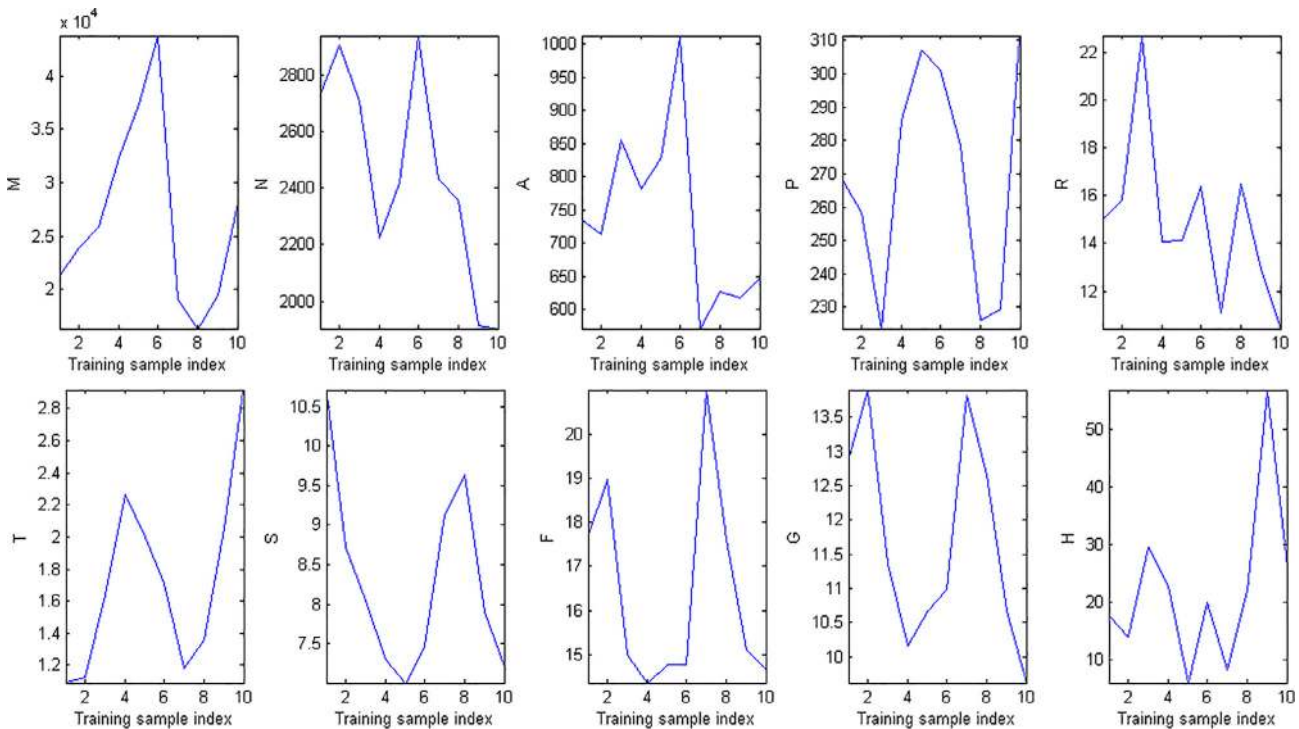 x 10^4
M
4
3.5
3
2.5
2
2 4 6 8 10
Training sample index
N
2800
2600
2400
2200
2000
2 4 6 8 10
Training sample index
A
1000
950
900
850
800
750
700
650
600
2 4 6 8 10
Training sample index
P
310
300
290
280
270
260
250
240
230
2 4 6 8 10
Training sample index
R
22
20
18
16
14
12
2 4 6 8 10
Training sample index
T
2.8
2.6
2.4
2.2
2
1.8
1.6
1.4
1.2
2 4 6 8 10
Training sample index
S
10.5
10
9.5
9
8.5
8
7.5
2 4 6 8 10
Training sample index
F
20
19
18
17
16
15
2 4 6 8 10
Training sample index
G
13.5
13
12.5
12
11.5
11
10.5
10
2 4 6 8 10
Training sample index
H
50
40
30
20
10
2 4 6 8 10
Training sample index